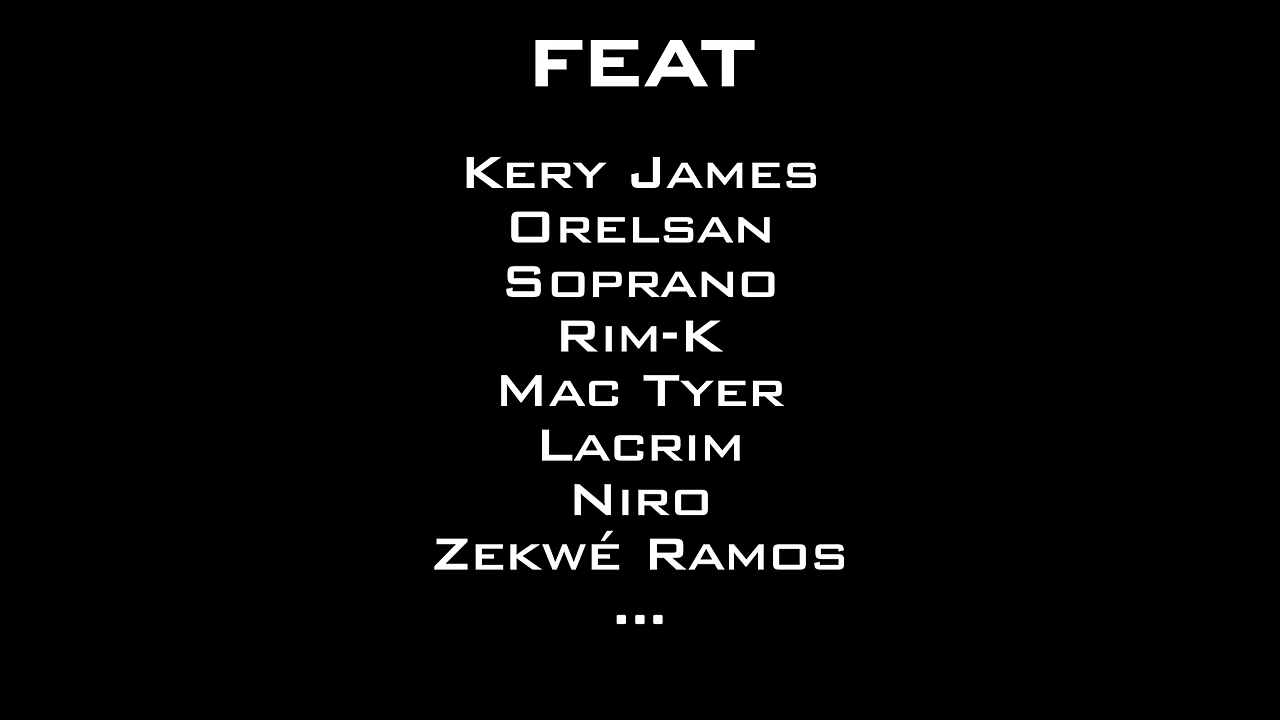 FEAT
Kery James
Orelsan
Soprano
Rim-K
Mac Tyer
Lacrim
Niro
Zekwé Ramos
...